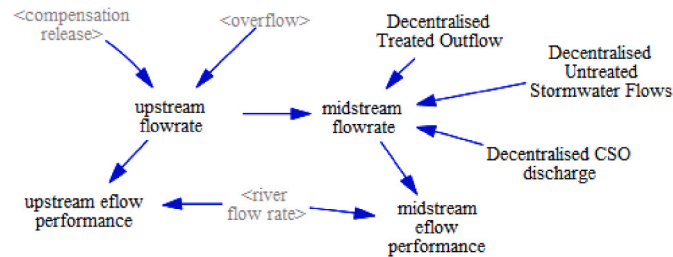 <compensation
release>
<overflow>
Decentralised
Treated Outflow
Decentralised
Untreated
Stormwater Flows
upstream
flowrate
midstream
flowrate
Decentralised CSO
discharge
upstream eflow
performance
<river
flow rate>
midstream
eflow
performance